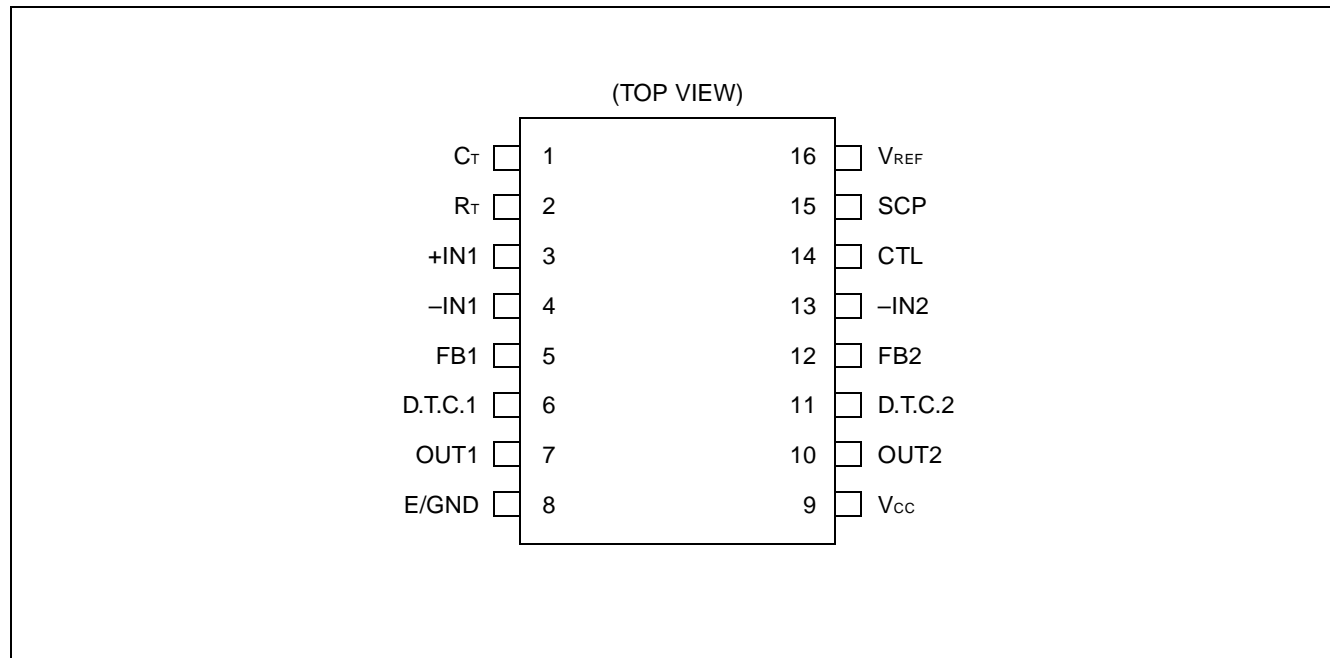 (TOP VIEW)
CT 1 16 VREF
RT 2 15 SCP
+IN1 3 14 CTL
–IN1 4 13 –IN2
FB1 5 12 FB2
D.T.C.1 6 11 D.T.C.2
OUT1 7 10 OUT2
E/GND 8 9 VCC